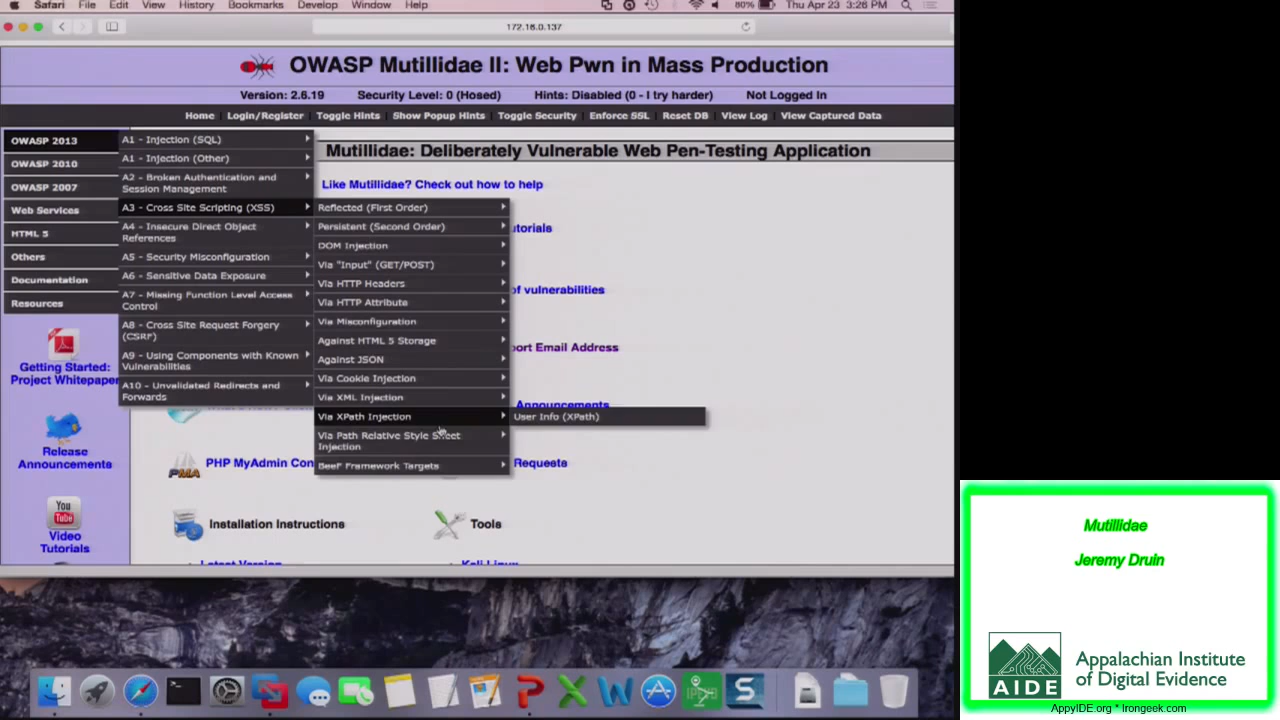 Safari File Edit View History Bookmarks Develop Window Help 80% Thu Apr 23 3:26 PM
172.16.0.137
OWASP Mutillidae II: Web Pwn in Mass Production
Version: 2.6.19 Security Level: 0 (Hosed) Hints: Disabled (0 - I try harder) Not Logged In
Home Login/Register Toggle Hints Show Popup Hints Toggle Security Enforce SSL Reset DB View Log View Captured Data
OWASP 2013
OWASP 2010
OWASP 2007
Web Services
HTML 5
Others
Documentation
Resources
A1 - Injection (SQL)
A1 - Injection (Other)
A2 - Broken Authentication and
Session Management
A3 - Cross Site Scripting (XSS)
A4 - Insecure Direct Object
References
A5 - Security Misconfiguration
A6 - Sensitive Data Exposure
A7 - Missing Function Level Access
Control
A8 - Cross Site Request Forgery
(CSRF)
A9 - Using Components with Known
Vulnerabilities
A10 - Unvalidated Redirects and
Forwards
Reflected (First Order)
Persistent (Second Order)
DOM Injection
Via "Input" (GET/POST)
Via HTTP Headers
Via HTTP Attribute
Via Misconfiguration
Against HTML 5 Storage
Against JSON
Via Cookie Injection
Via XML Injection
Via XPath Injection
Via Path Relative Style Sheet
Injection
BeeF Framework Targets
User Info (XPath)
Mutillidae: Deliberately Vulnerable Web Pen-Testing Application
Like Mutillidae? Check out how to help
utorials
of vulnerabilities
port Email Address
Announcements
PHP MyAdmin Con
Requests
Installation Instructions
Tools
Latest Version
Kali Linux
Getting Started:
Project Whitepaper
Release
Announcements
You
Tube
Video
Tutorials
PMA
Mutillidae
Jeremy Druin
AIDE
Appalachian Institute
of Digital Evidence
AppyIDE.org * Irongeek.com